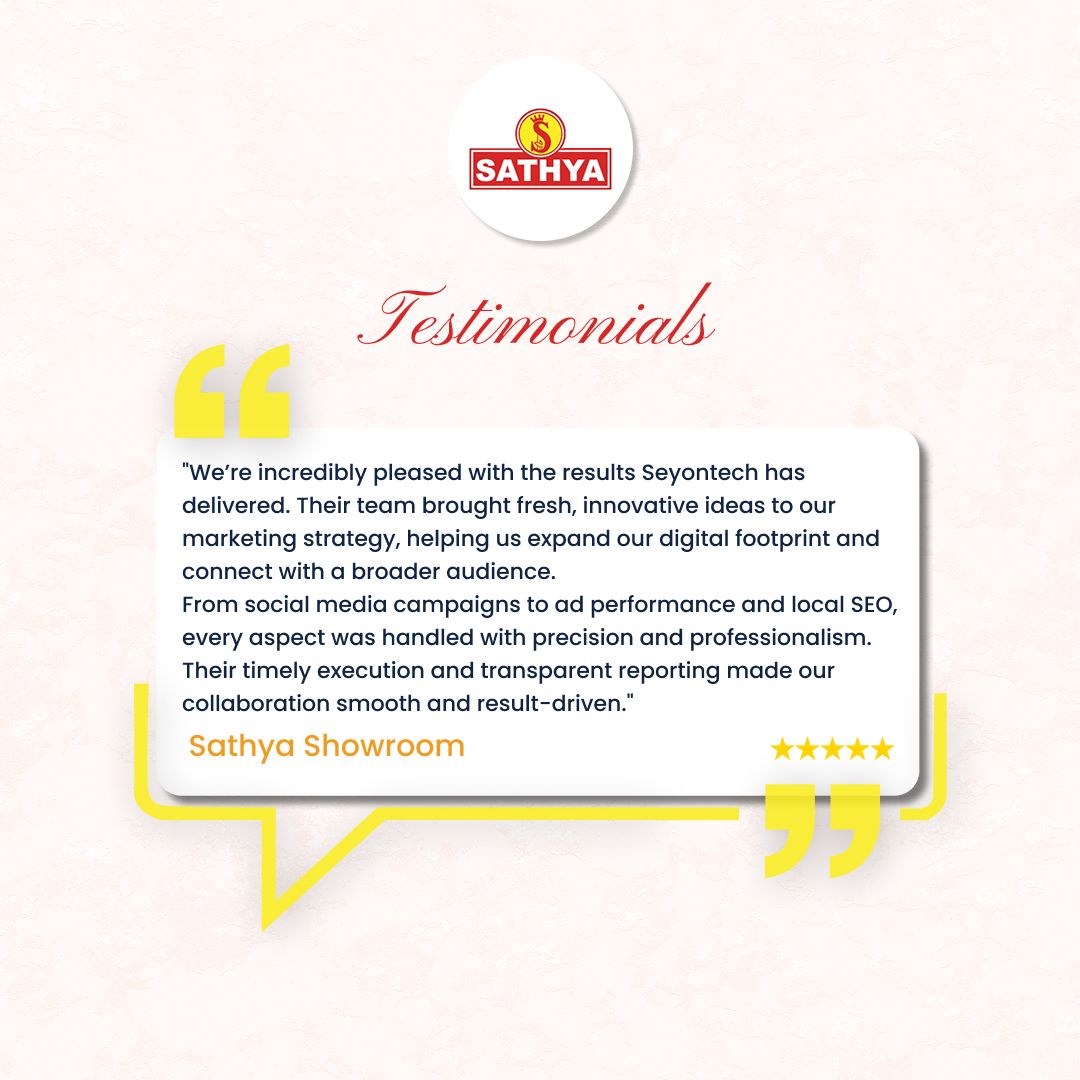 S
SATHYA
Testimonials
"We’re incredibly pleased with the results Seyontech has
delivered. Their team brought fresh, innovative ideas to our
marketing strategy, helping us expand our digital footprint and
connect with a broader audience.
From social media campaigns to ad performance and local SEO,
every aspect was handled with precision and professionalism.
Their timely execution and transparent reporting made our
collaboration smooth and result-driven."
Sathya Showroom